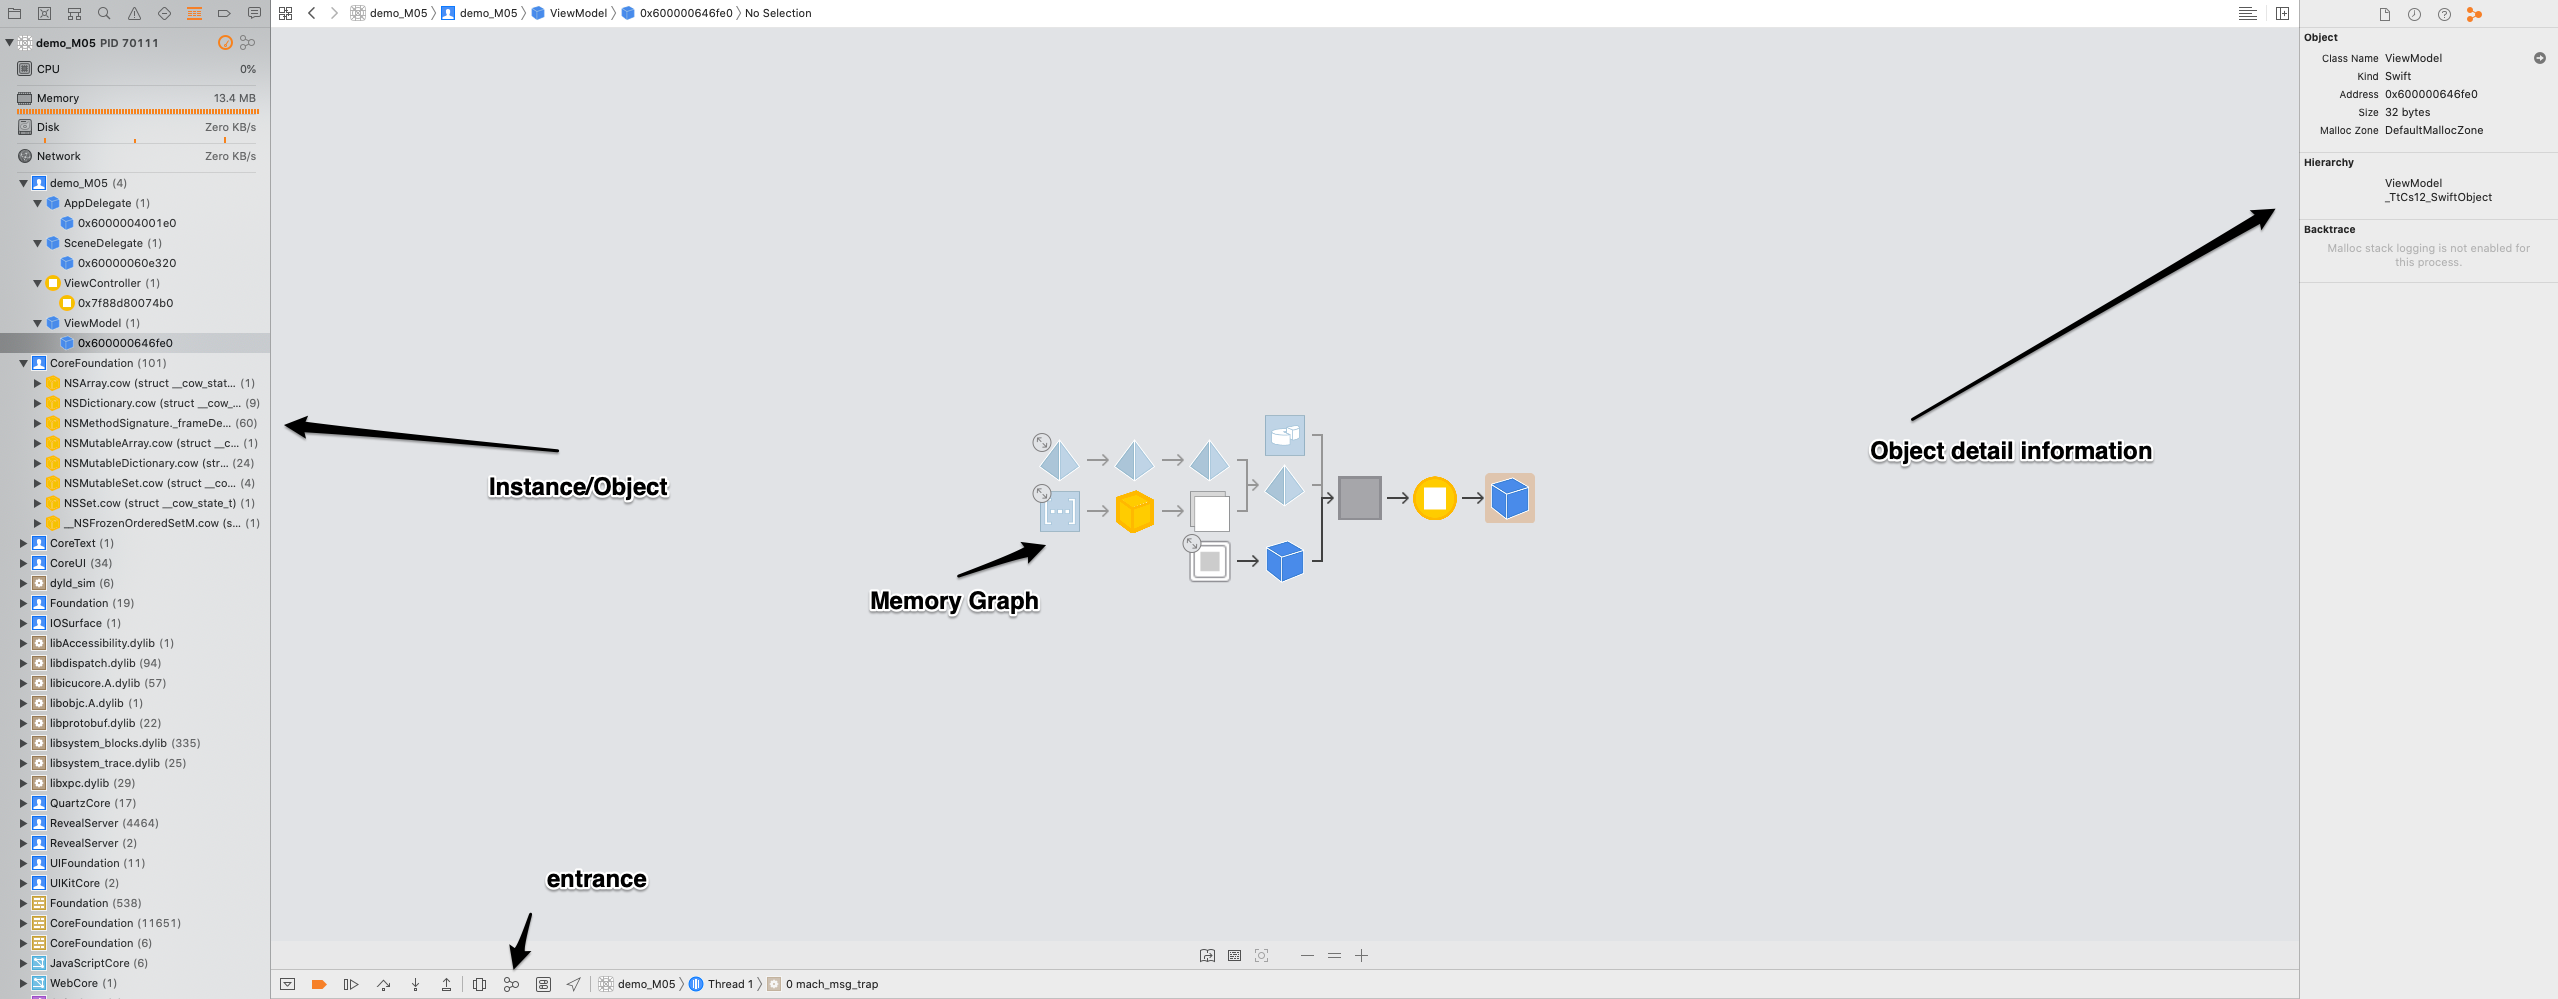 demo_M05 PID 70111
CPU 0%
Memory 13.4 MB
Disk Zero KB/s
Network Zero KB/s
demo_M05 (4)
AppDelegate (1)
0x6000004001e0
SceneDelegate (1)
0x60000060e320
ViewController (1)
0x7f88d80074b0
ViewModel (1)
0x600000646fe0
CoreFoundation (101)
NSArray.cow (struct __cow_stat... (1)
NSDictionary.cow (struct __cow_... (9)
NSMethodSignature._frameDe... (60)
NSMutableArray.cow (struct __c... (1)
NSMutableDictionary.cow (str... (24)
NSMutableSet.cow (struct __co... (4)
NSSet.cow (struct __cow_state_t) (1)
__NSFrozenOrderedSetM.cow (s... (1)
CoreText (1)
CoreUI (34)
dyld_sim (6)
Foundation (19)
IOSurface (1)
libAccessibility.dylib (1)
libdispatch.dylib (94)
libicucore.A.dylib (57)
libobjc.A.dylib (1)
libprotobuf.dylib (22)
libsystem_blocks.dylib (335)
libsystem_trace.dylib (25)
libxpc.dylib (29)
QuartzCore (17)
RevealServer (4464)
RevealServer (2)
UIFoundation (11)
UIKitCore (2)
Foundation (538)
CoreFoundation (11651)
CoreFoundation (6)
JavaScriptCore (6)
WebCore (1)
demo_M05 demo_M05 ViewModel 0x600000646fe0 No Selection
Instance/Object
Memory Graph
Object detail information
entrance
demo_M05 Thread 1 0 mach_msg_trap
Object
Class Name ViewModel
Kind Swift
Address 0x600000646fe0
Size 32 bytes
Malloc Zone DefaultMallocZone
Hierarchy
ViewModel
_TtCs12_SwiftObject
Backtrace
Malloc stack logging is not enabled for
this process.